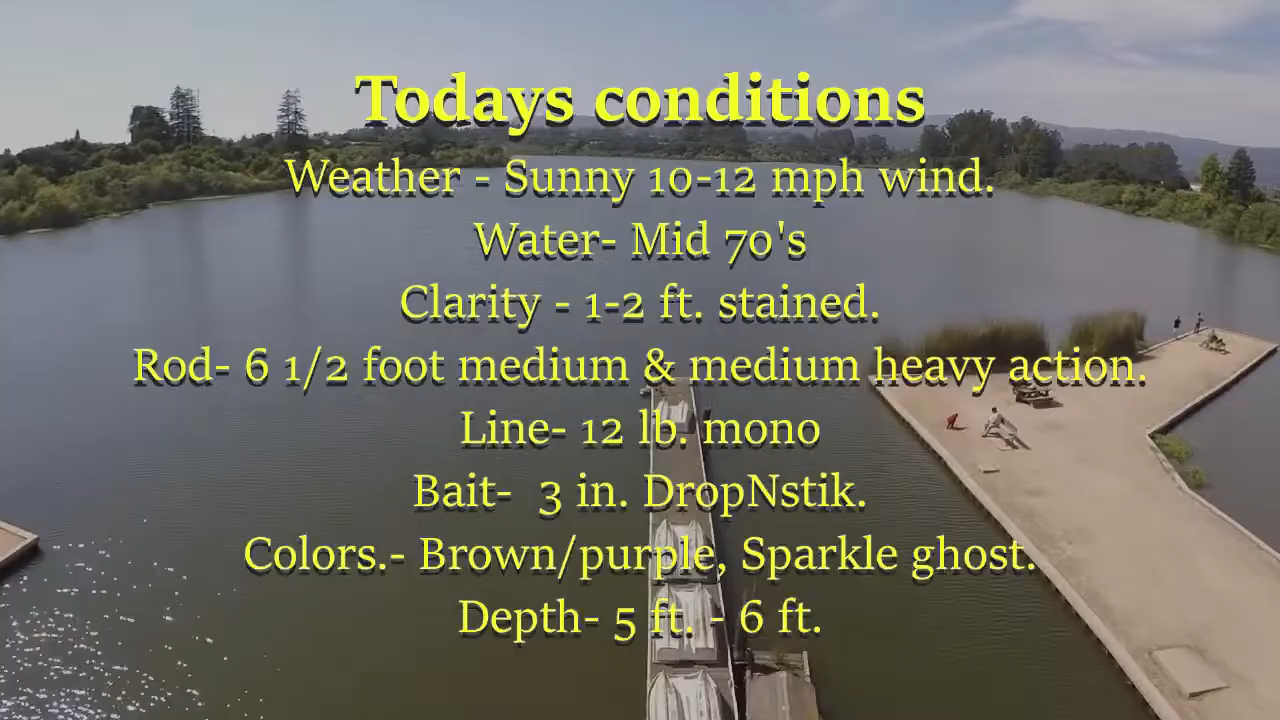 Todays conditions
Weather - Sunny 10-12 mph wind.
Water- Mid 70's
Clarity - 1-2 ft. stained.
Rod- 6 1/2 foot medium & medium heavy action.
Line- 12 lb. mono
Bait-  3 in. DropNstik.
Colors.- Brown/purple, Sparkle ghost.
Depth- 5 ft. - 6 ft.